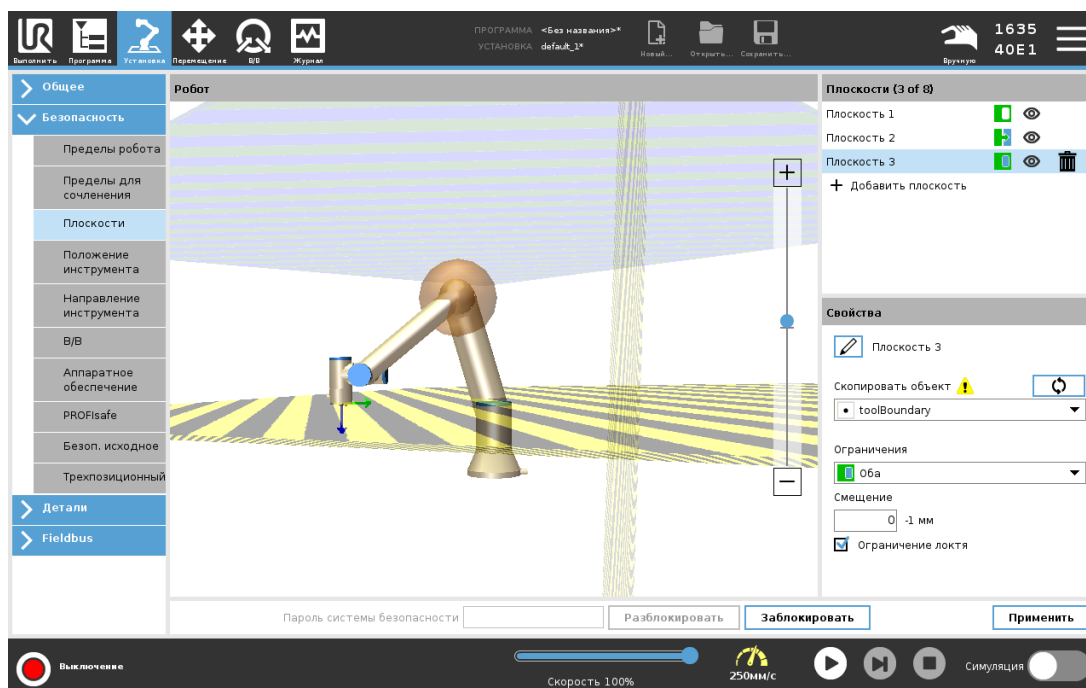 ПРОГРАММА <Без названия>*
УСТАНОВКА default_1*
UR
Выполнить
Программа
Установка
Перемещение
В/В
Журнал
Новый...
Открыть...
Сохранить...
Вручную
1635
40E1
Общее
Безопасность
Пределы робота
Пределы для
сочленения
Плоскости
Положение
инструмента
Направление
инструмента
В/В
Аппаратное
обеспечение
PROFIsafe
Безоп. исходное
Трехпозиционный
Детали
Fieldbus
Робот
Плоскости (3 of 8)
Плоскость 1
Плоскость 2
Плоскость 3
+ Добавить плоскость
Свойства
Плоскость 3
Скопировать объект
toolBoundary
Ограничения
Оба
Смещение
0 -1 мм
Ограничение локтя
Пароль системы безопасности
Разблокировать
Заблокировать
Применить
Выключение
Скорость 100%
250мм/с
Симуляция